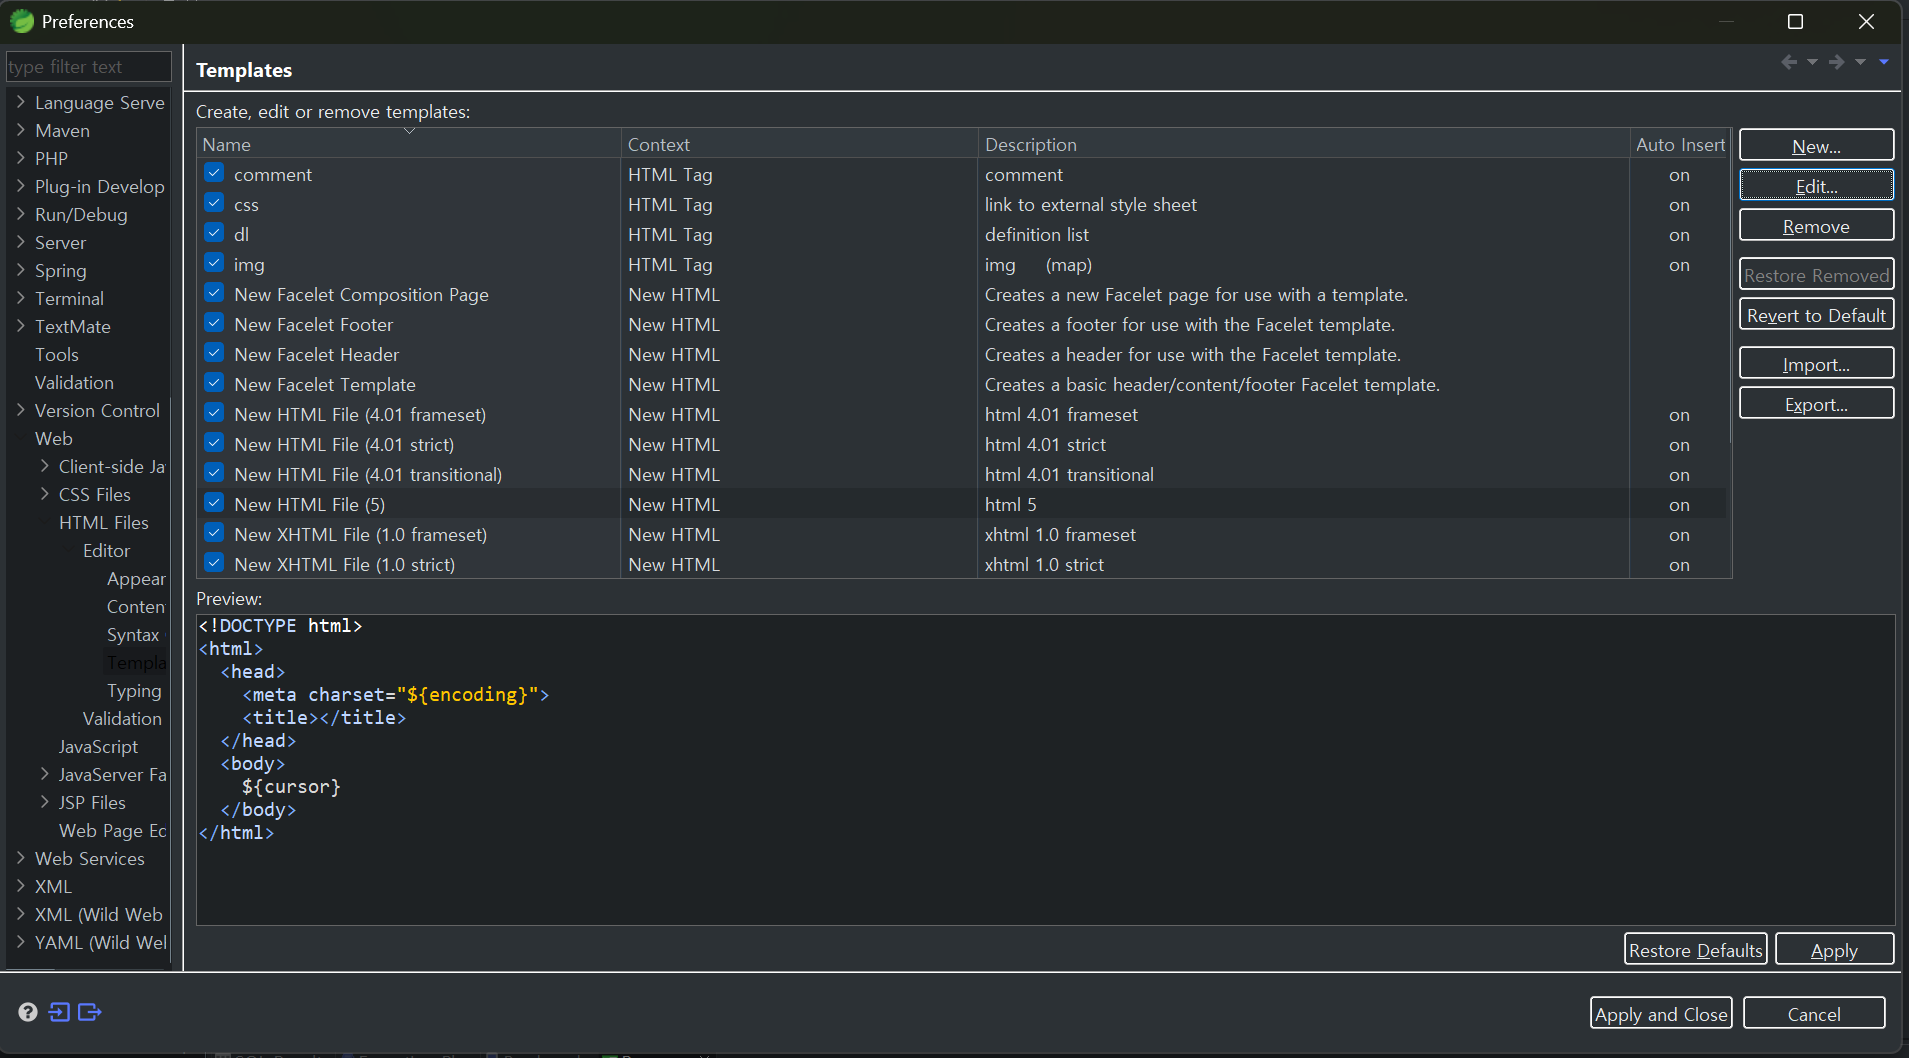 Preferences
type filter text
Language Serve
Maven
PHP
Plug-in Develop
Run/Debug
Server
Spring
Terminal
TextMate
Tools
Validation
Version Control
Web
Client-side Ja
CSS Files
HTML Files
Editor
Appear
Conten
Syntax
Templa
Typing
Validation
JavaScript
JavaServer Fa
JSP Files
Web Page Ec
Web Services
XML
XML (Wild Web
YAML (Wild Wel
Templates
Create, edit or remove templates:
Name Context Description Auto Insert
comment HTML Tag comment on
css HTML Tag link to external style sheet on
dl HTML Tag definition list on
img HTML Tag img (map) on
New Facelet Composition Page New HTML Creates a new Facelet page for use with a template.
New Facelet Footer New HTML Creates a footer for use with the Facelet template.
New Facelet Header New HTML Creates a header for use with the Facelet template.
New Facelet Template New HTML Creates a basic header/content/footer Facelet template.
New HTML File (4.01 frameset) New HTML html 4.01 frameset on
New HTML File (4.01 strict) New HTML html 4.01 strict on
New HTML File (4.01 transitional) New HTML html 4.01 transitional on
New HTML File (5) New HTML html 5 on
New XHTML File (1.0 frameset) New HTML xhtml 1.0 frameset on
New XHTML File (1.0 strict) New HTML xhtml 1.0 strict on
New...
Edit...
Remove
Restore Removed
Revert to Default
Import...
Export...
Preview:
<!DOCTYPE html>
<html>
<head>
<meta charset="${encoding}">
<title></title>
</head>
<body>
${cursor}
</body>
</html>
Restore Defaults Apply
Apply and Close Cancel